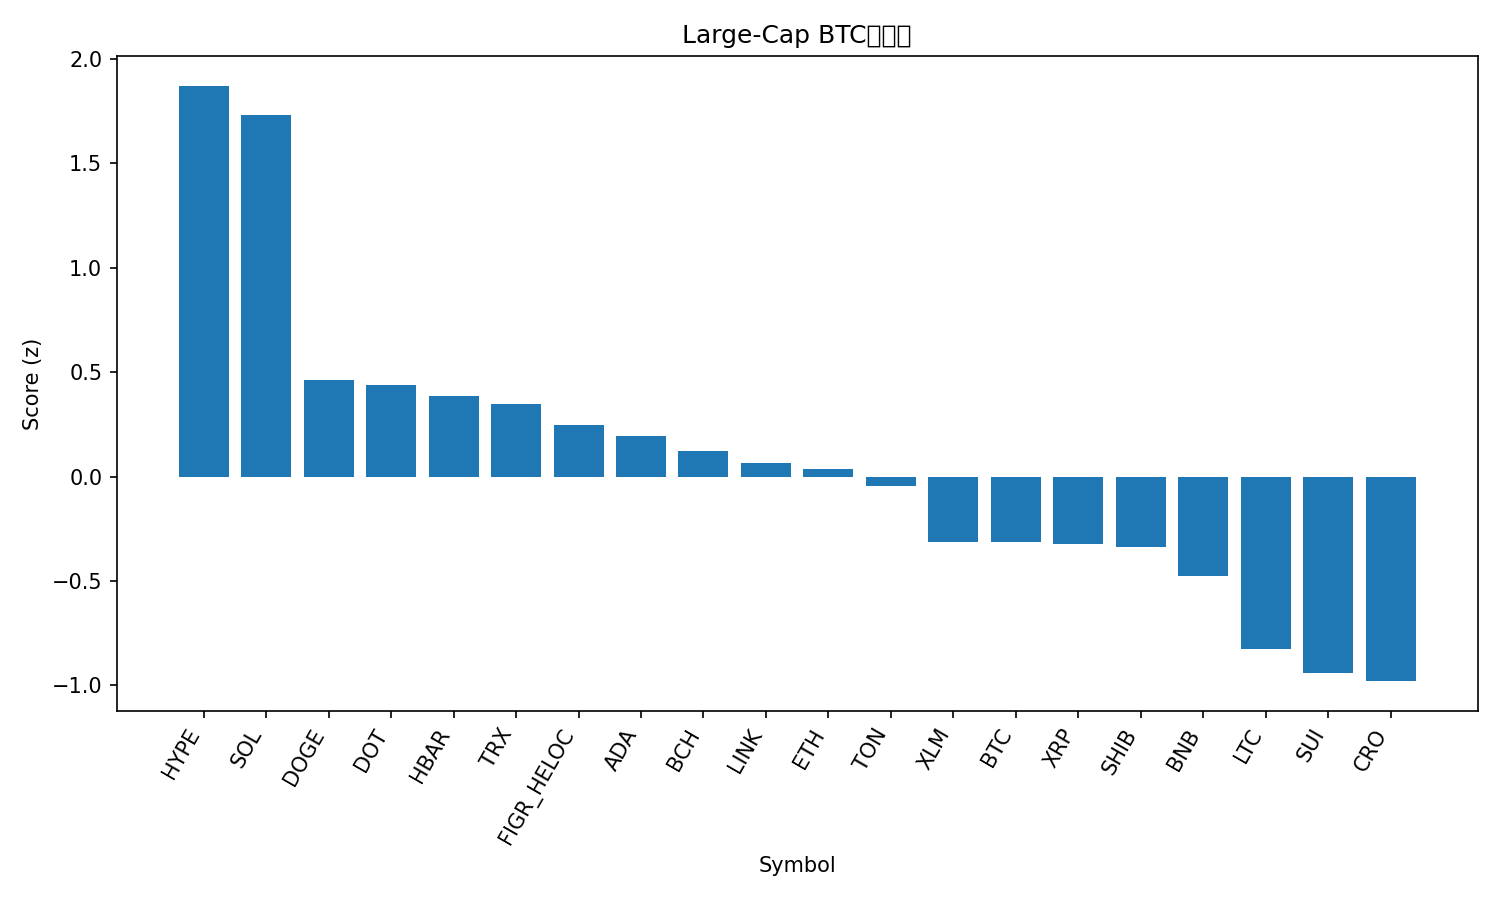 Large-Cap BTC
2.0
1.5
1.0
0.5
0.0
−0.5
−1.0
Score (z)
HYPE
SOL
DOGE
DOT
HBAR
TRX
FIGR_HELOC
ADA
BCH
LINK
ETH
TON
XLM
BTC
XRP
SHIB
BNB
LTC
SUI
CRO
Symbol